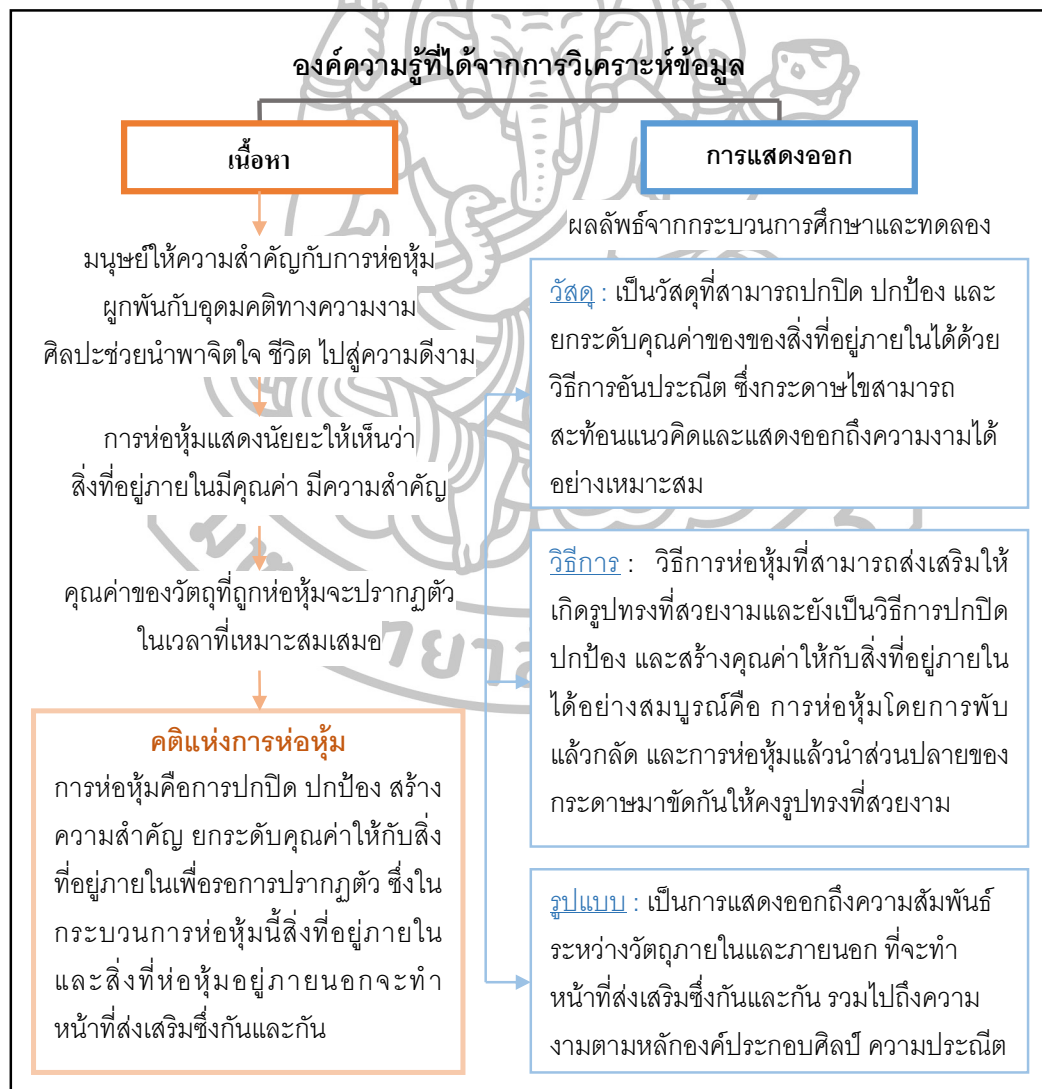 องค์ความรู้ที่ได้จากการวิเคราะห์ข้อมูล
เนื้อหา
มนุษย์ให้ความสำคัญกับการห่อหุ้ม
ผูกพันกับอุดมคติทางความงาม
ศิลปะช่วยนำพาจิตใจ ชีวิต ไปสู่ความดีงาม
การห่อหุ้มแสดงนัยยะให้เห็นว่า
สิ่งที่อยู่ภายในมีคุณค่า มีความสำคัญ
คุณค่าของวัตถุที่ถูกห่อหุ้มจะปรากฏตัว
ในเวลาที่เหมาะสมเสมอ
คติแห่งการห่อหุ้ม
การห่อหุ้มคือการปกปิด ปกป้อง สร้าง
ความสำคัญ ยกระดับคุณค่าให้กับสิ่ง
ที่อยู่ภายในเพื่อรอการปรากฏตัว ซึ่งใน
กระบวนการห่อหุ้มนี้สิ่งที่อยู่ภายใน
และสิ่งที่ห่อหุ้มอยู่ภายนอกจะทำ
หน้าที่ส่งเสริมซึ่งกันและกัน
การแสดงออก
ผลลัพธ์จากกระบวนการศึกษาและทดลอง
วัสดุ : เป็นวัสดุที่สามารถปกปิด ปกป้อง และ
ยกระดับคุณค่าของของสิ่งที่อยู่ภายในได้ด้วย
วิธีการอันประณีต ซึ่งกระดาษไขสามารถ
สะท้อนแนวคิดและแสดงออกถึงความงามได้
อย่างเหมาะสม
วิธีการ : วิธีการห่อหุ้มที่สามารถส่งเสริมให้
เกิดรูปทรงที่สวยงามและยังเป็นวิธีการปกปิด
ปกป้อง และสร้างคุณค่าให้กับสิ่งที่อยู่ภายใน
ได้อย่างสมบูรณ์คือ การห่อหุ้มโดยการพับ
แล้วกลัด และการห่อหุ้มแล้วนำส่วนปลายของ
กระดาษมาขัดกันให้คงรูปทรงที่สวยงาม
รูปแบบ : เป็นการแสดงออกถึงความสัมพันธ์
ระหว่างวัตถุภายในและภายนอก ที่จะทำ
หน้าที่ส่งเสริมซึ่งกันและกัน รวมไปถึงความ
งามตามหลักองค์ประกอบศิลป์ ความประณีต